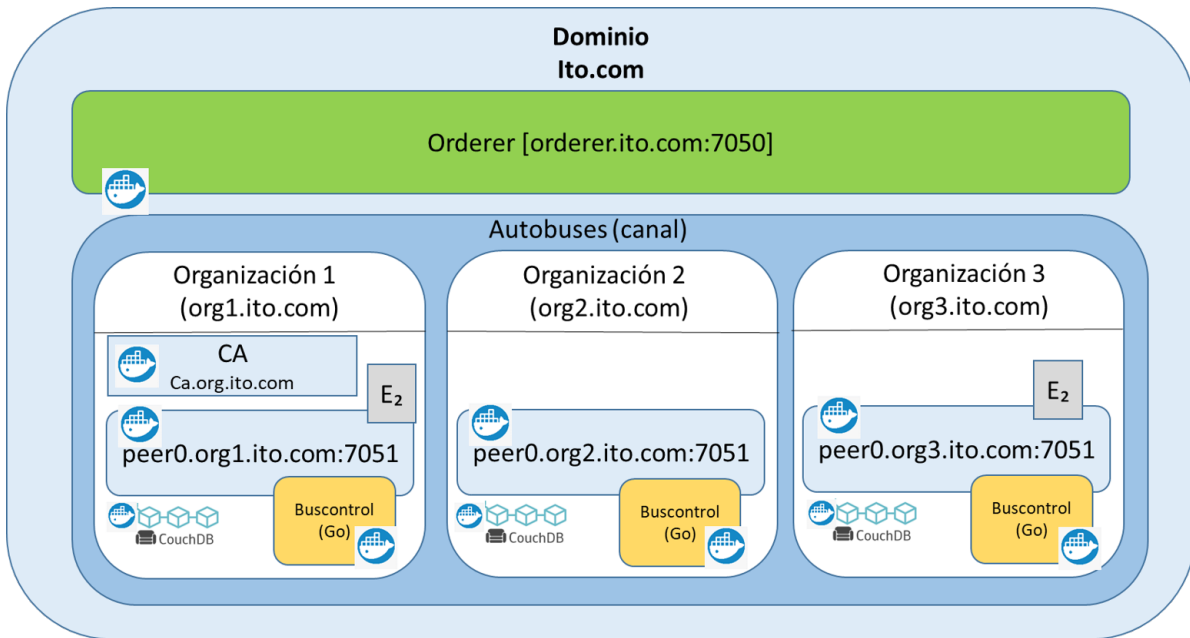 Dominio
Ito.com
Orderer [orderer.ito.com:7050]
Autobuses (canal)
Organización 1
(org1.ito.com)
CA
Ca.org.ito.com
E₂
peer0.org1.ito.com:7051
Buscontrol
(Go)
CouchDB
Organización 2
(org2.ito.com)
peer0.org2.ito.com:7051
Buscontrol
(Go)
CouchDB
Organización 3
(org3.ito.com)
E₂
peer0.org3.ito.com:7051
Buscontrol
(Go)
CouchDB